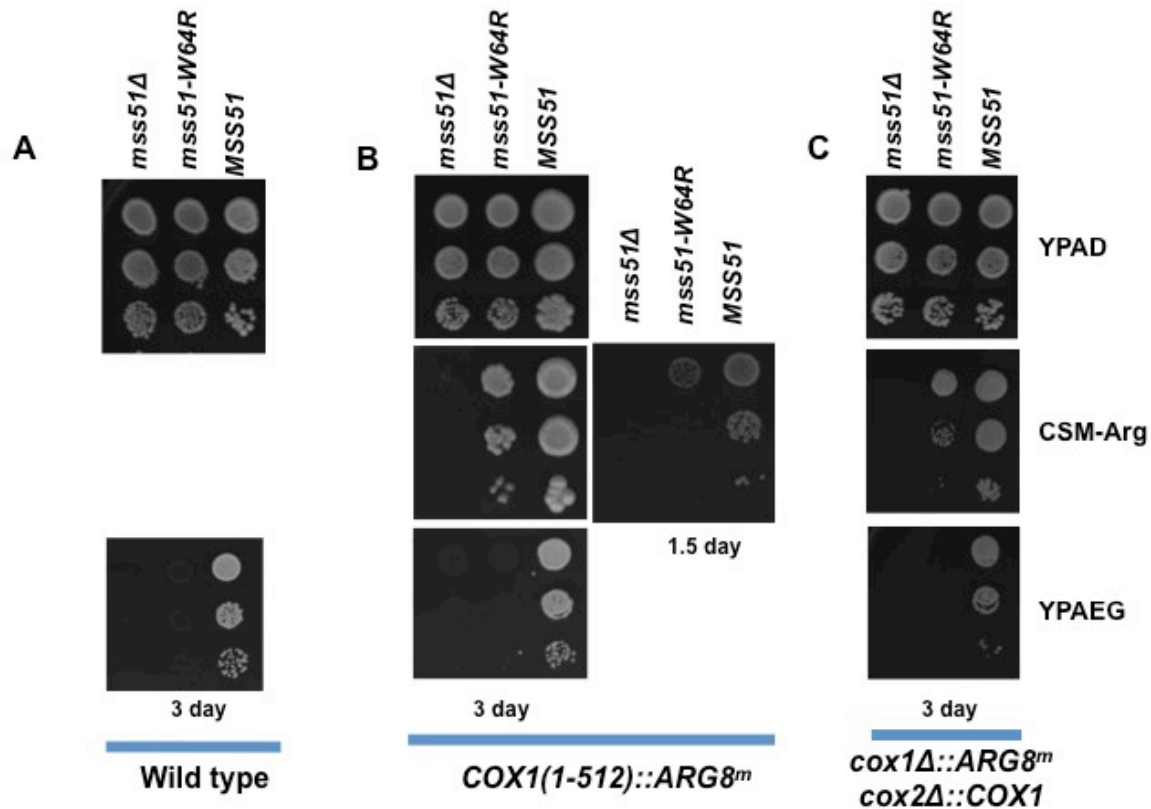 A
mss51Δ
mss51-W64R
MSS51
3 day
Wild type
B
mss51Δ
mss51-W64R
MSS51
mss51Δ
mss51-W64R
MSS51
1.5 day
3 day
COX1(1-512)::ARG8ᵐ
C
mss51Δ
mss51-W64R
MSS51
YPAD
CSM-Arg
YPAEG
3 day
cox1Δ::ARG8ᵐ
cox2Δ::COX1